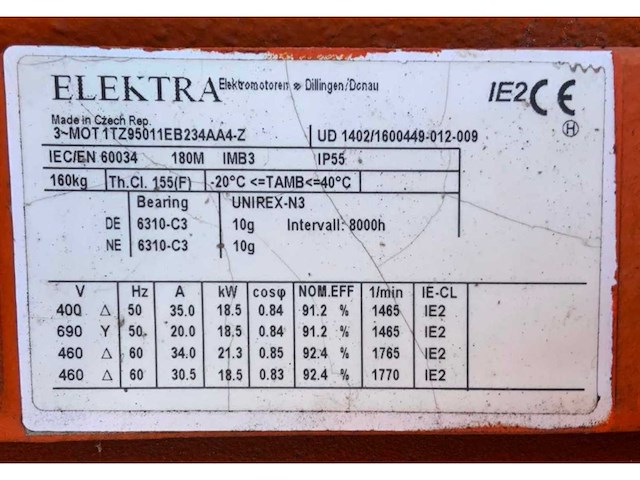 ELEKTRA Elektromotoren Dillingen/Donau IE2 CE
Made in Czech Rep. H
3~MOT 1TZ95011EB234AA4-Z UD 1402/1600449-012-009
IEC/EN 60034 180M IMB3 IP55
160kg Th.Cl. 155(F) -20°C <=TAMB<=40°C
Bearing UNIREX-N3
DE 6310-C3 10g Intervall: 8000h
NE 6310-C3 10g
V Hz A kW cosφ NOM.EFF 1/min IE-CL
400 Δ 50 35.0 18.5 0.84 91.2 % 1465 IE2
690 Y 50 20.0 18.5 0.84 91.2 % 1465 IE2
460 Δ 60 34.0 21.3 0.85 92.4 % 1765 IE2
460 Δ 60 30.5 18.5 0.83 92.4 % 1770 IE2